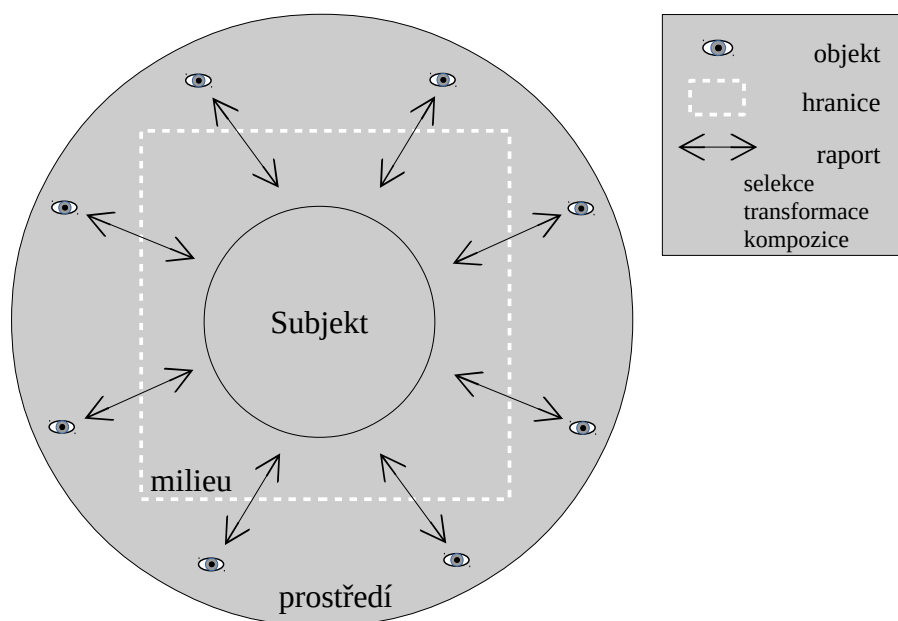 objekt
hranice
raport
selekce
transformace
kompozice
Subjekt
milieu
prostředí